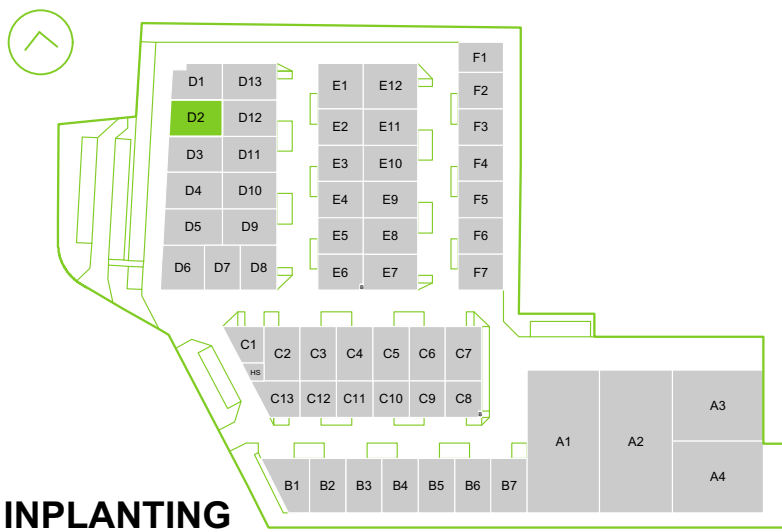 F1
D1 D13 E1 E12 F2
D2 D12 E2 E11 F3
D3 D11 E3 E10 F4
D4 D10 E4 E9 F5
D5 D9 E5 E8 F6
D6 D7 D8 E6 E7 F7
B
C1 C2 C3 C4 C5 C6 C7
HS
C13 C12 C11 C10 C9 C8
B
A1 A2 A3
A4
B1 B2 B3 B4 B5 B6 B7
INPLANTING